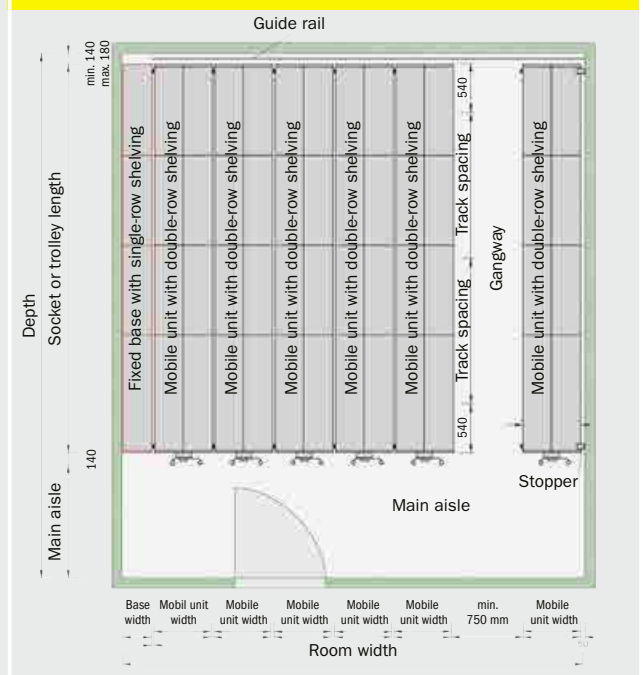 Guide rail
min. 140
max. 180
540
Depth
Socket or trolley length
Fixed base with single-row shelving
Mobile unit with double-row shelving
Mobile unit with double-row shelving
Mobile unit with double-row shelving
Mobile unit with double-row shelving
Mobile unit with double-row shelving
Track spacing
Track spacing
Gangway
Mobile unit with double-row shelving
540
140
Stopper
Main aisle
Main aisle
Base
width
Mobil unit
width
Mobile
unit width
Mobile
unit width
Mobile
unit width
Mobile
unit width
min.
750 mm
Mobile
unit width
50
Room width